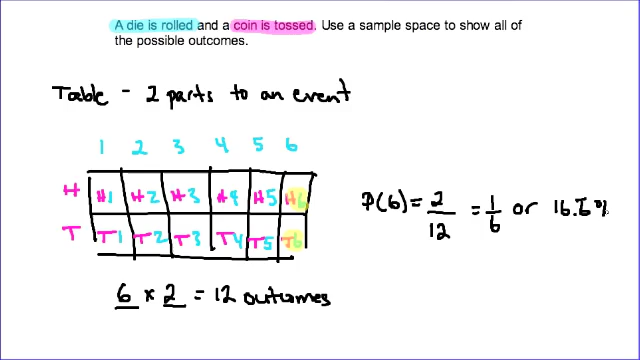 A die is rolled and a coin is tossed. Use a sample space to show all of
the possible outcomes.
Table - 2 parts to an event
1 2 3 4 5 6
H H1 H2 H3 H4 H5 H6
T T1 T2 T3 T4 T5 T6
P(6) = 2/12 = 1/6 or 16.6%
6 × 2 = 12 outcomes